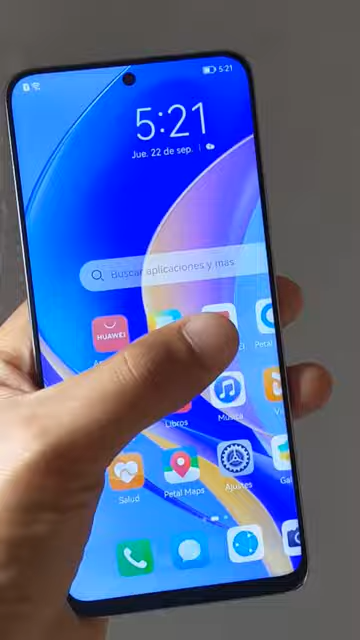 5:21
5:21
Jue. 22 de sep.
Buscar aplicaciones y más
HUAWEI
Petal
Libros
Música
Salud
Petal Maps
Ajustes